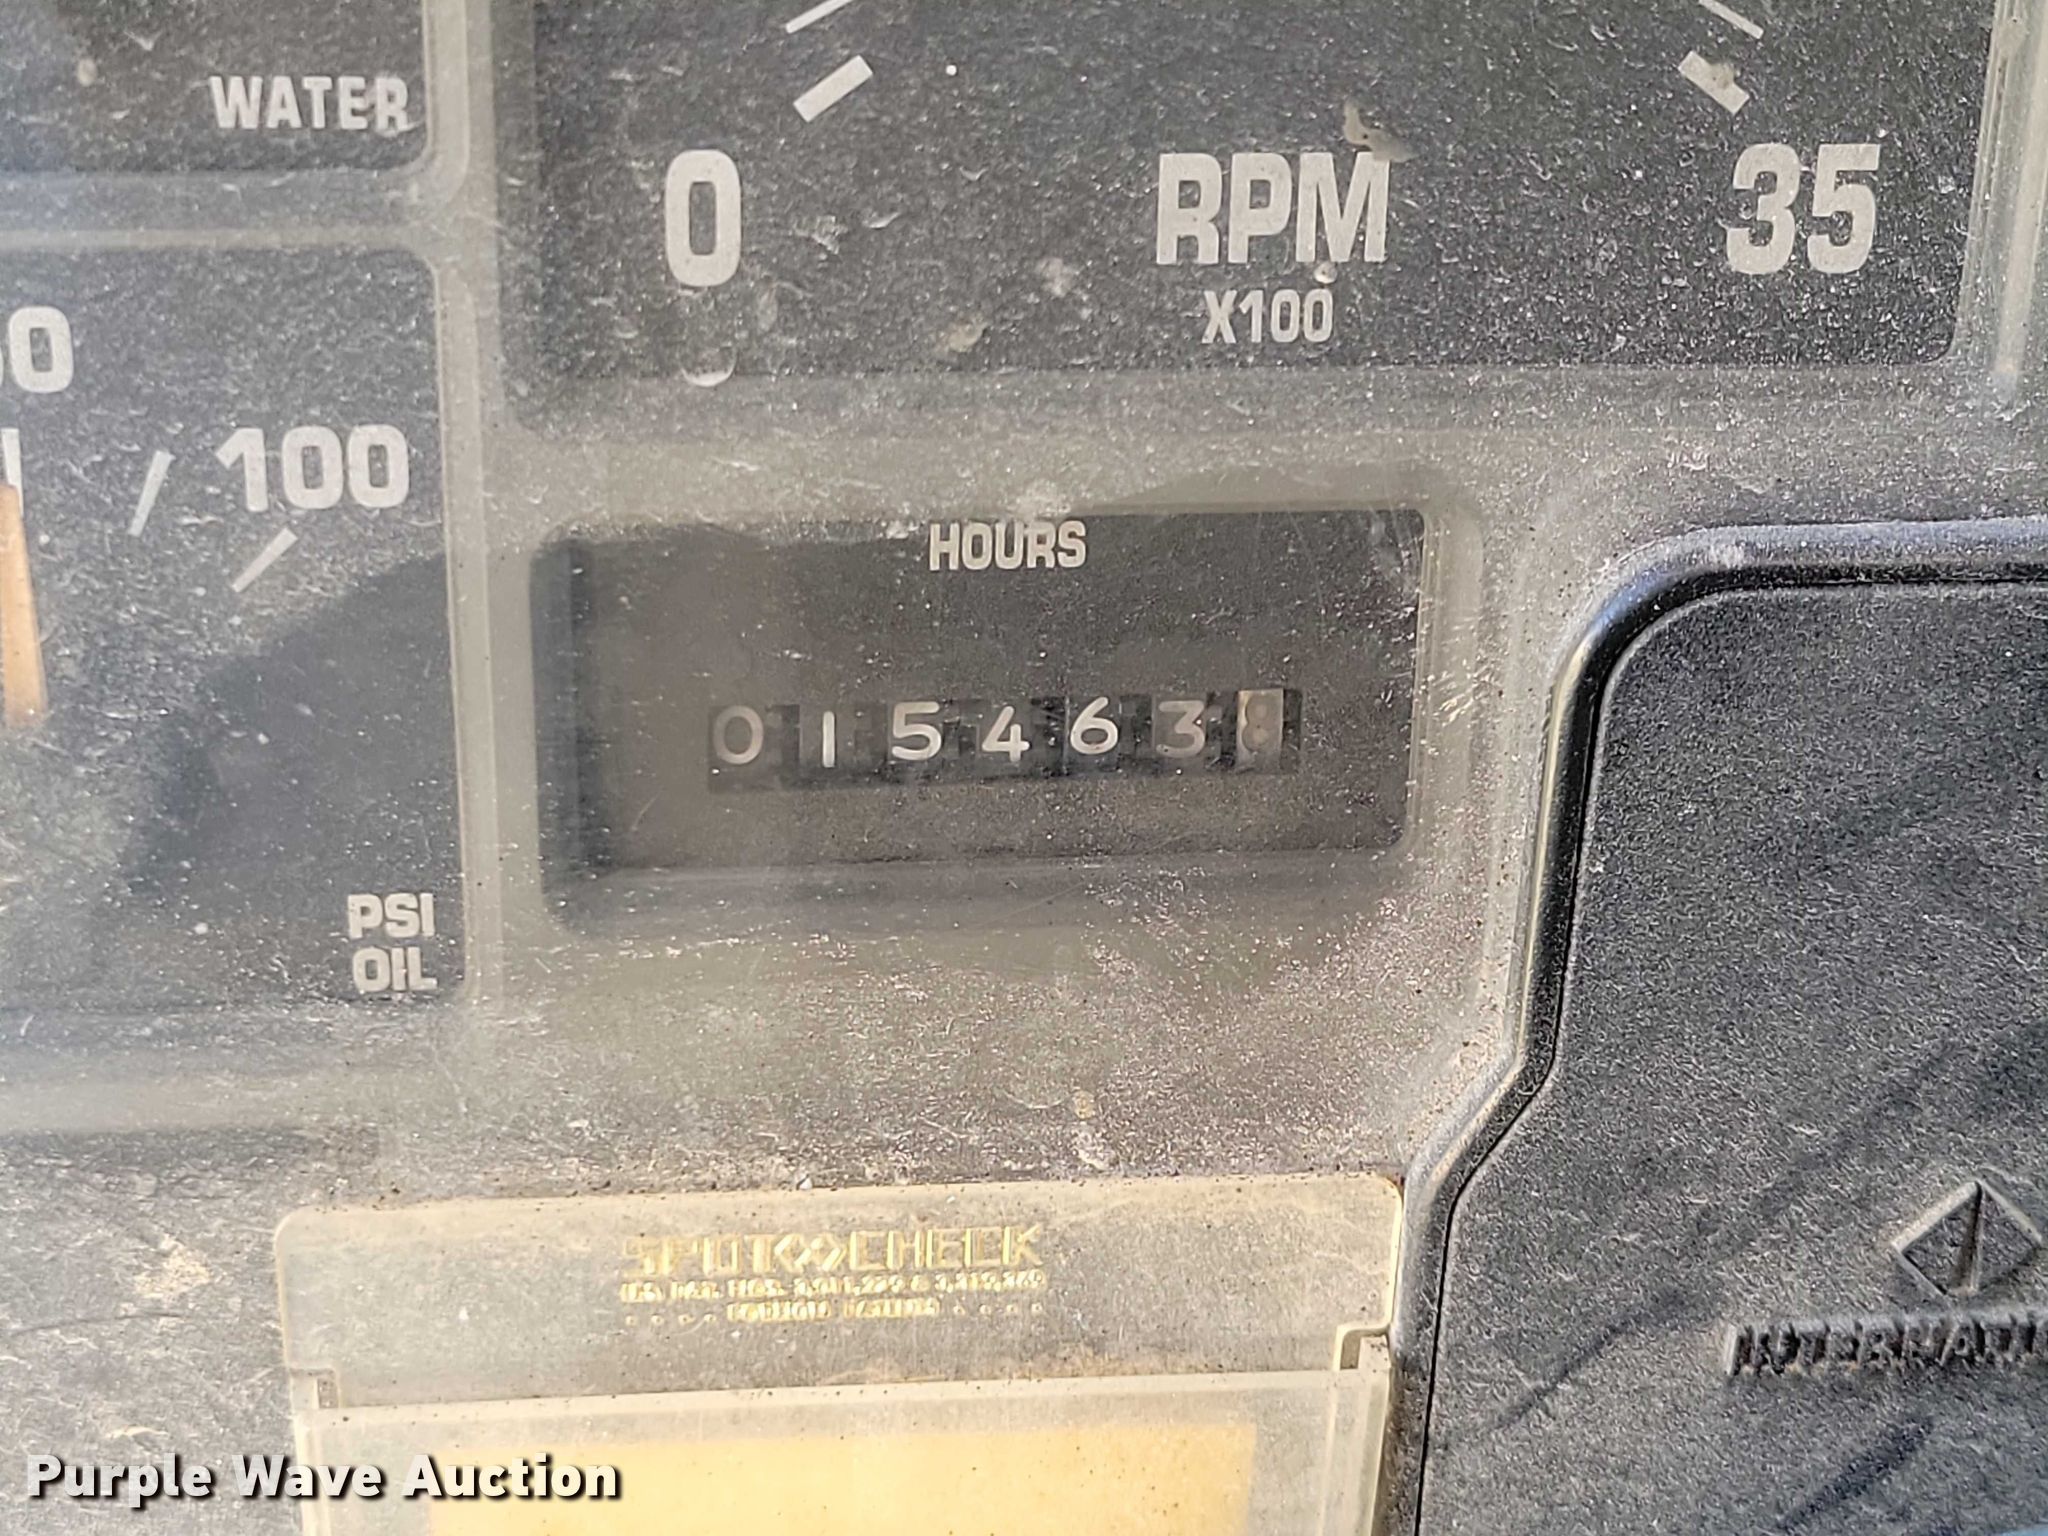 WATER
0
RPM
35
X100
100
HOURS
015463
PSI
OIL
SPOT CHECK
Purple Wave Auction